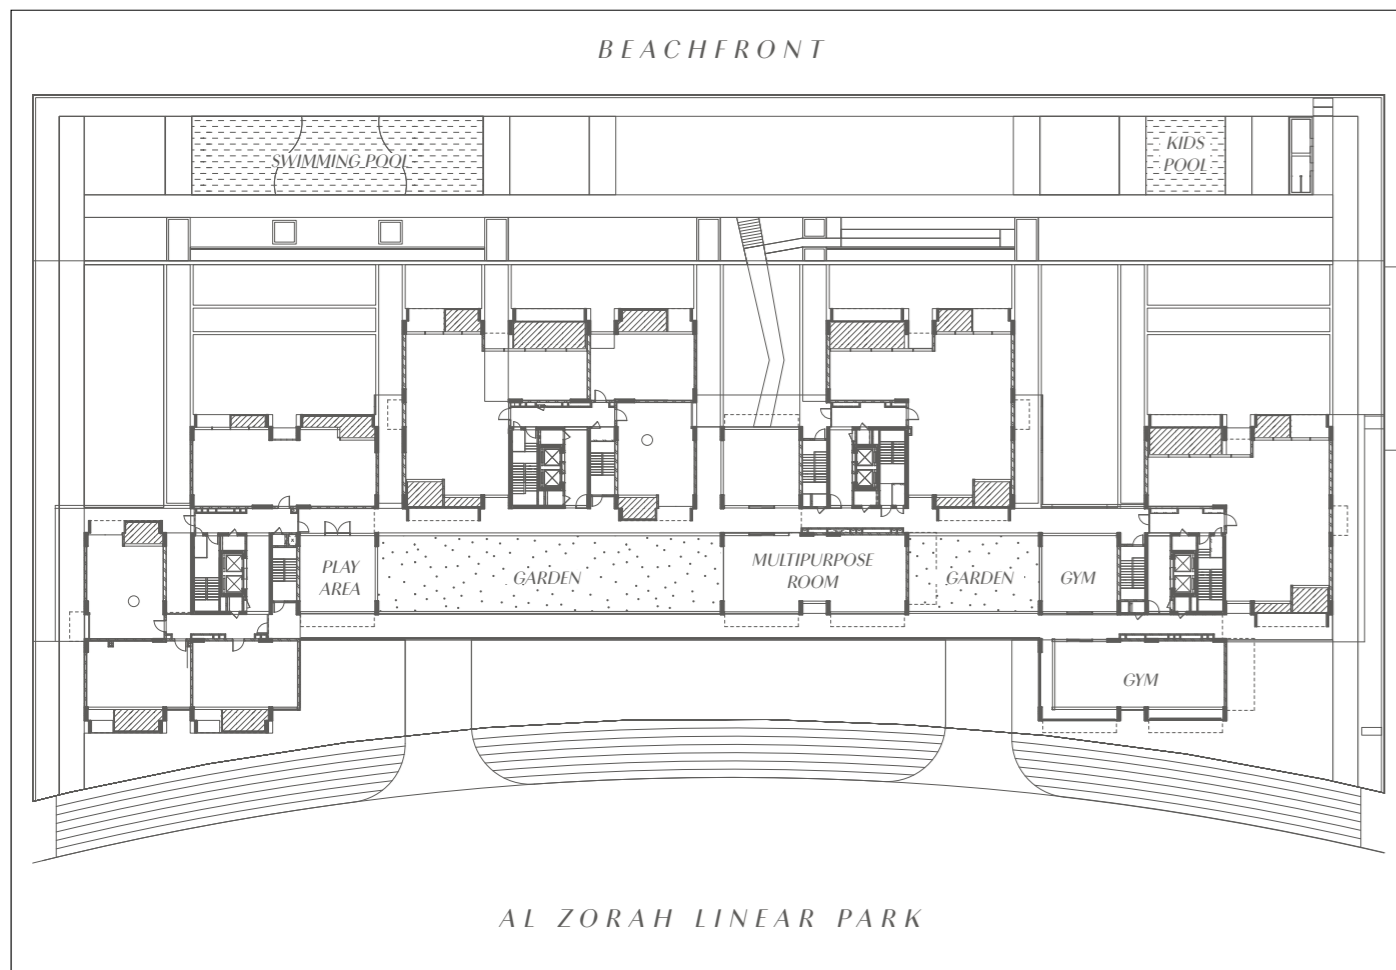 BEACHFRONT
SWIMMING POOL
KIDS
POOL
PLAY
AREA
GARDEN
MULTIPURPOSE
ROOM
GARDEN
GYM
GYM
AL ZORAH LINEAR PARK